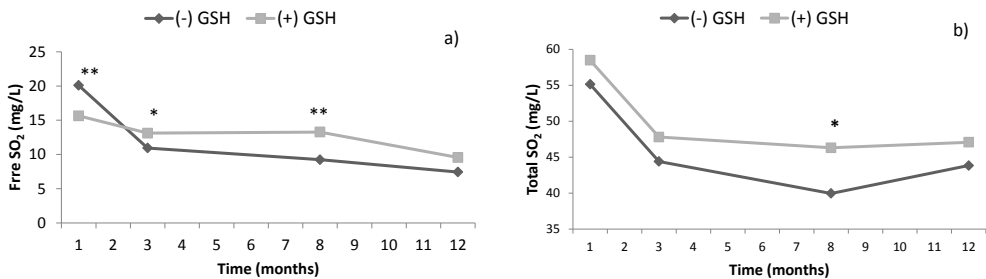 (-) GSH (+) GSH
a)
25
20
15
10
5
0
Frre SO2 (mg/L)
**
*
**
1 2 3 4 5 6 7 8 9 10 11 12
Time (months)
(-) GSH (+) GSH
b)
60
55
50
45
40
35
Total SO2 (mg/L)
*
1 2 3 4 5 6 7 8 9 10 11 12
Time (months)